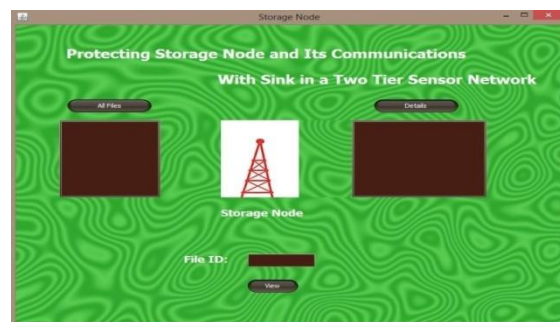 Storage Node
Protecting Storage Node and Its Communications
With Sink in a Two Tier Sensor Network
All Files
Details
Storage Node
File ID:
View